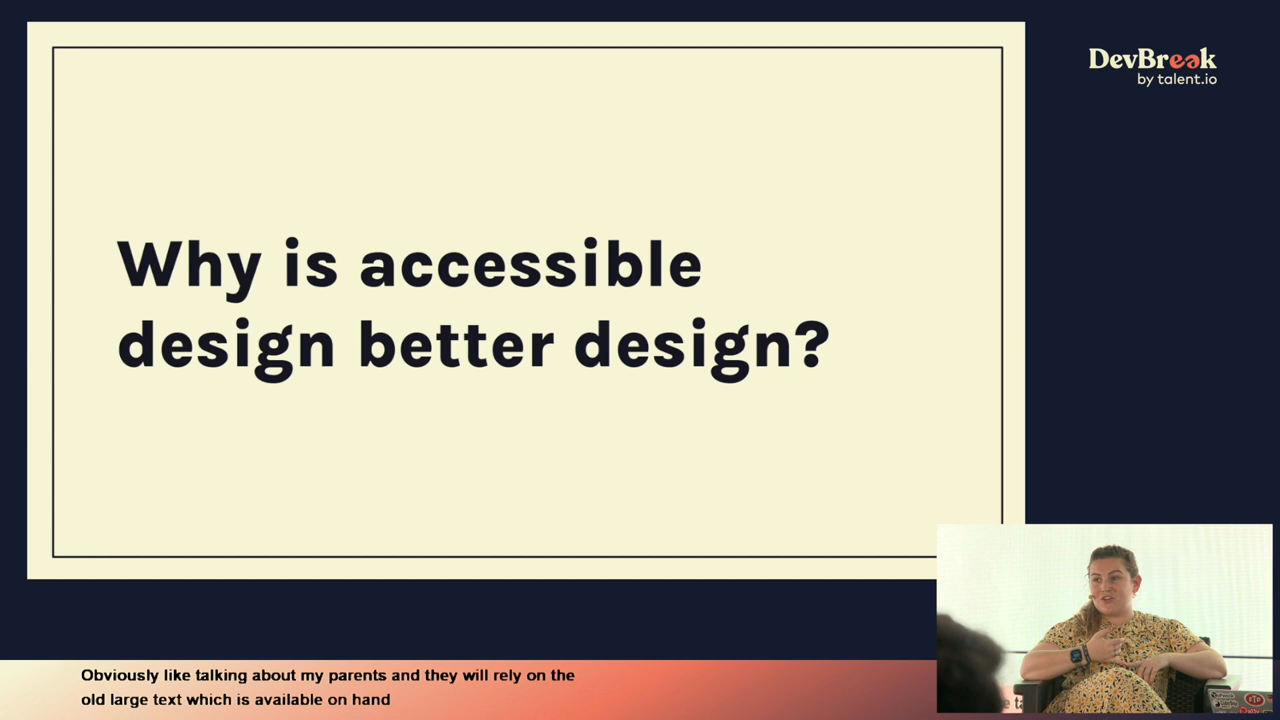 DevBreak
by talent.io
Why is accessible
design better design?
Obviously like talking about my parents and they will rely on the
old large text which is available on hand